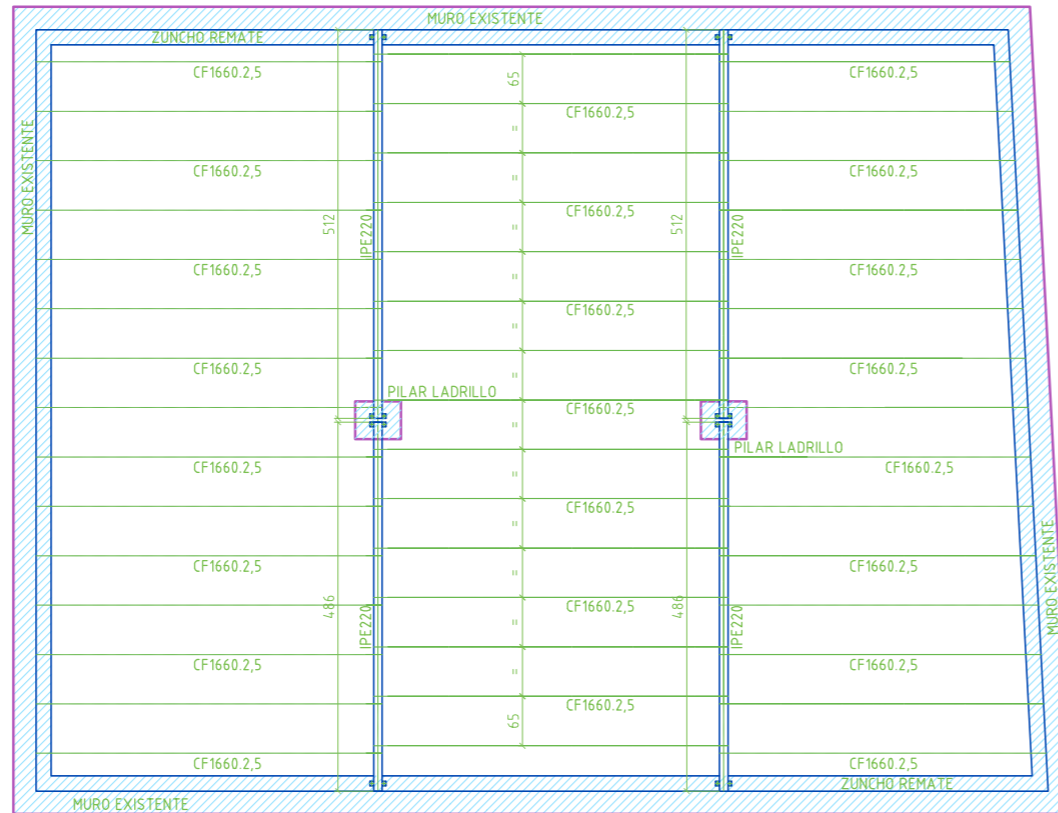 MURO EXISTENTE
ZUNCHO REMATE
CF1660.2,5
CF1660.2,5
65
CF1660.2,5
MURO EXISTENTE
CF1660.2,5
CF1660.2,5
=
=
CF1660.2,5
512
IPE220
512
IPE220
CF1660.2,5
CF1660.2,5
=
=
CF1660.2,5
CF1660.2,5
CF1660.2,5
=
PILAR LADRILLO
=
CF1660.2,5
=
PILAR LADRILLO
CF1660.2,5
CF1660.2,5
=
CF1660.2,5
=
CF1660.2,5
CF1660.2,5
=
MURO EXISTENTE
486
IPE220
CF1660.2,5
486
IPE220
=
=
CF1660.2,5
CF1660.2,5
CF1660.2,5
65
CF1660.2,5
CF1660.2,5
ZUNCHO REMATE
MURO EXISTENTE